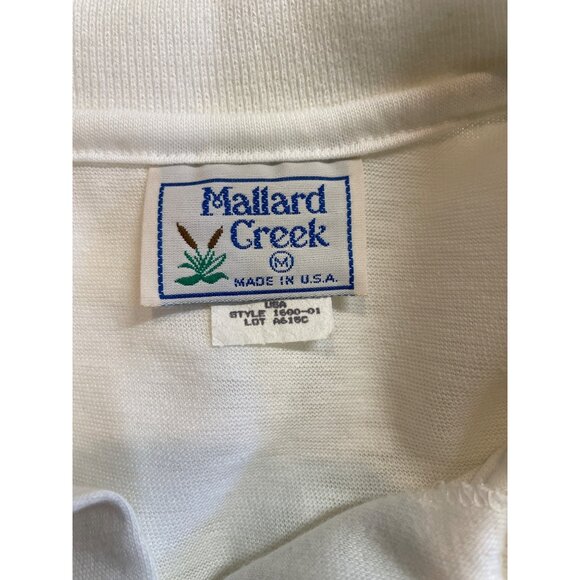 Mallard
Creek
M
MADE IN U.S.A.
USA
STYLE 1600-01
LOT A615C